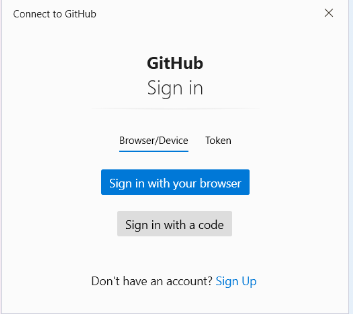 Connect to GitHub
GitHub
Sign in
Browser/Device Token
Sign in with your browser
Sign in with a code
Don't have an account? Sign Up